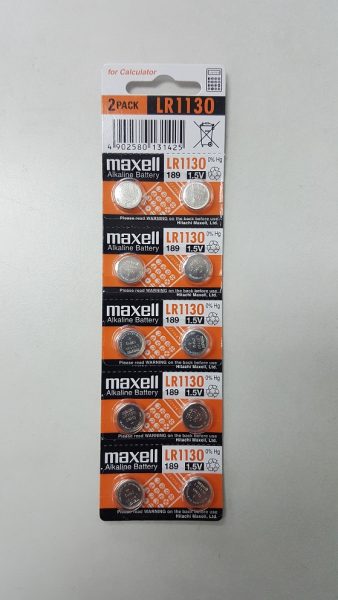 for Calculator
2 PACK LR1130
4 902580 131425
maxell LR1130 0% Hg
Alkaline Battery 189 1.5V
Please read WARNING on the back before use
Hitachi Maxell, Ltd.
maxell LR1130 0% Hg
Alkaline Battery 189 1.5V
Please read WARNING on the back before use
Hitachi Maxell, Ltd.
maxell LR1130 0% Hg
Alkaline Battery 189 1.5V
Please read WARNING on the back before use
Hitachi Maxell, Ltd.
maxell LR1130 0% Hg
Alkaline Battery 189 1.5V
Please read WARNING on the back before use
Hitachi Maxell, Ltd.
maxell LR1130 0% Hg
Alkaline Battery 189 1.5V
Please read WARNING on the back before use
Hitachi Maxell, Ltd.